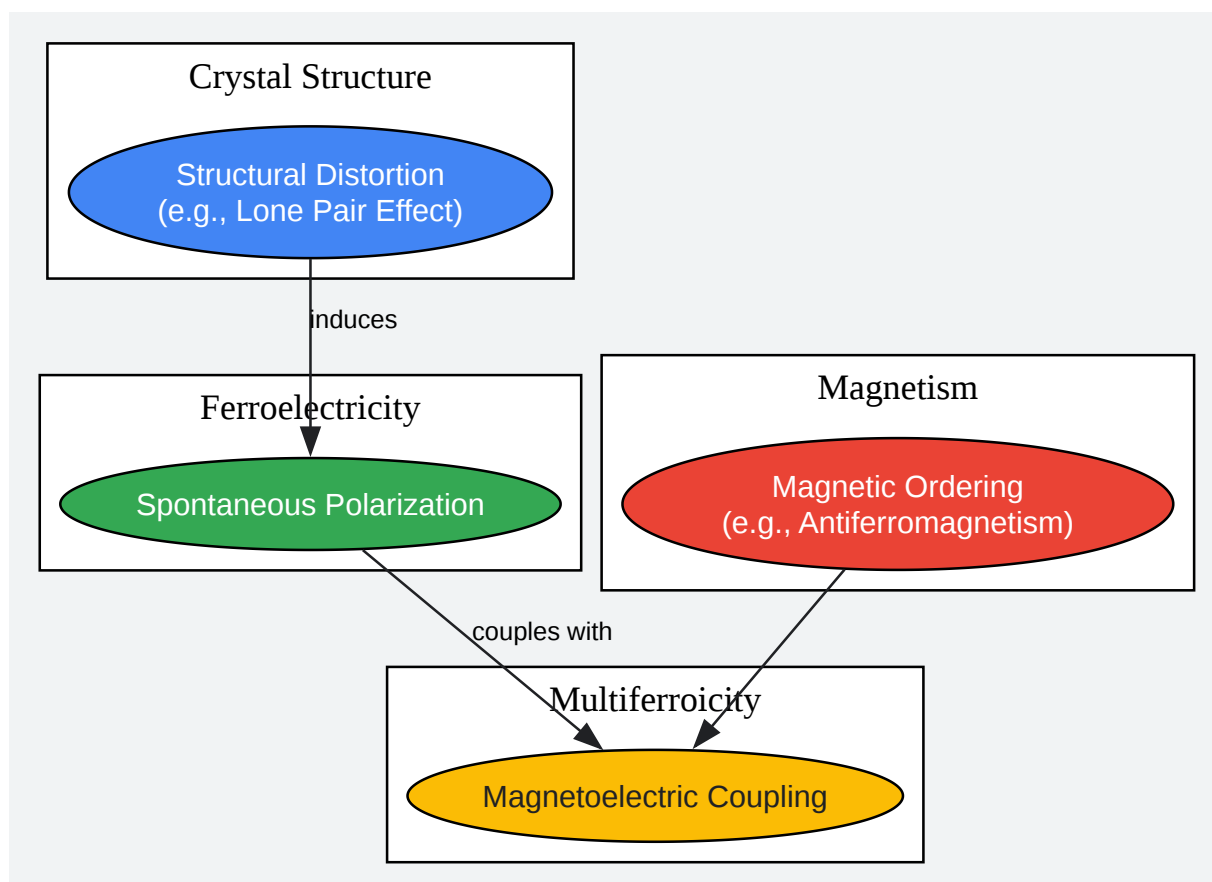 Crystal Structure
Structural Distortion
(e.g., Lone Pair Effect)
induces
Ferroelectricity
Spontaneous Polarization
Magnetism
Magnetic Ordering
(e.g., Antiferromagnetism)
couples with
Multiferroicity
Magnetoelectric Coupling